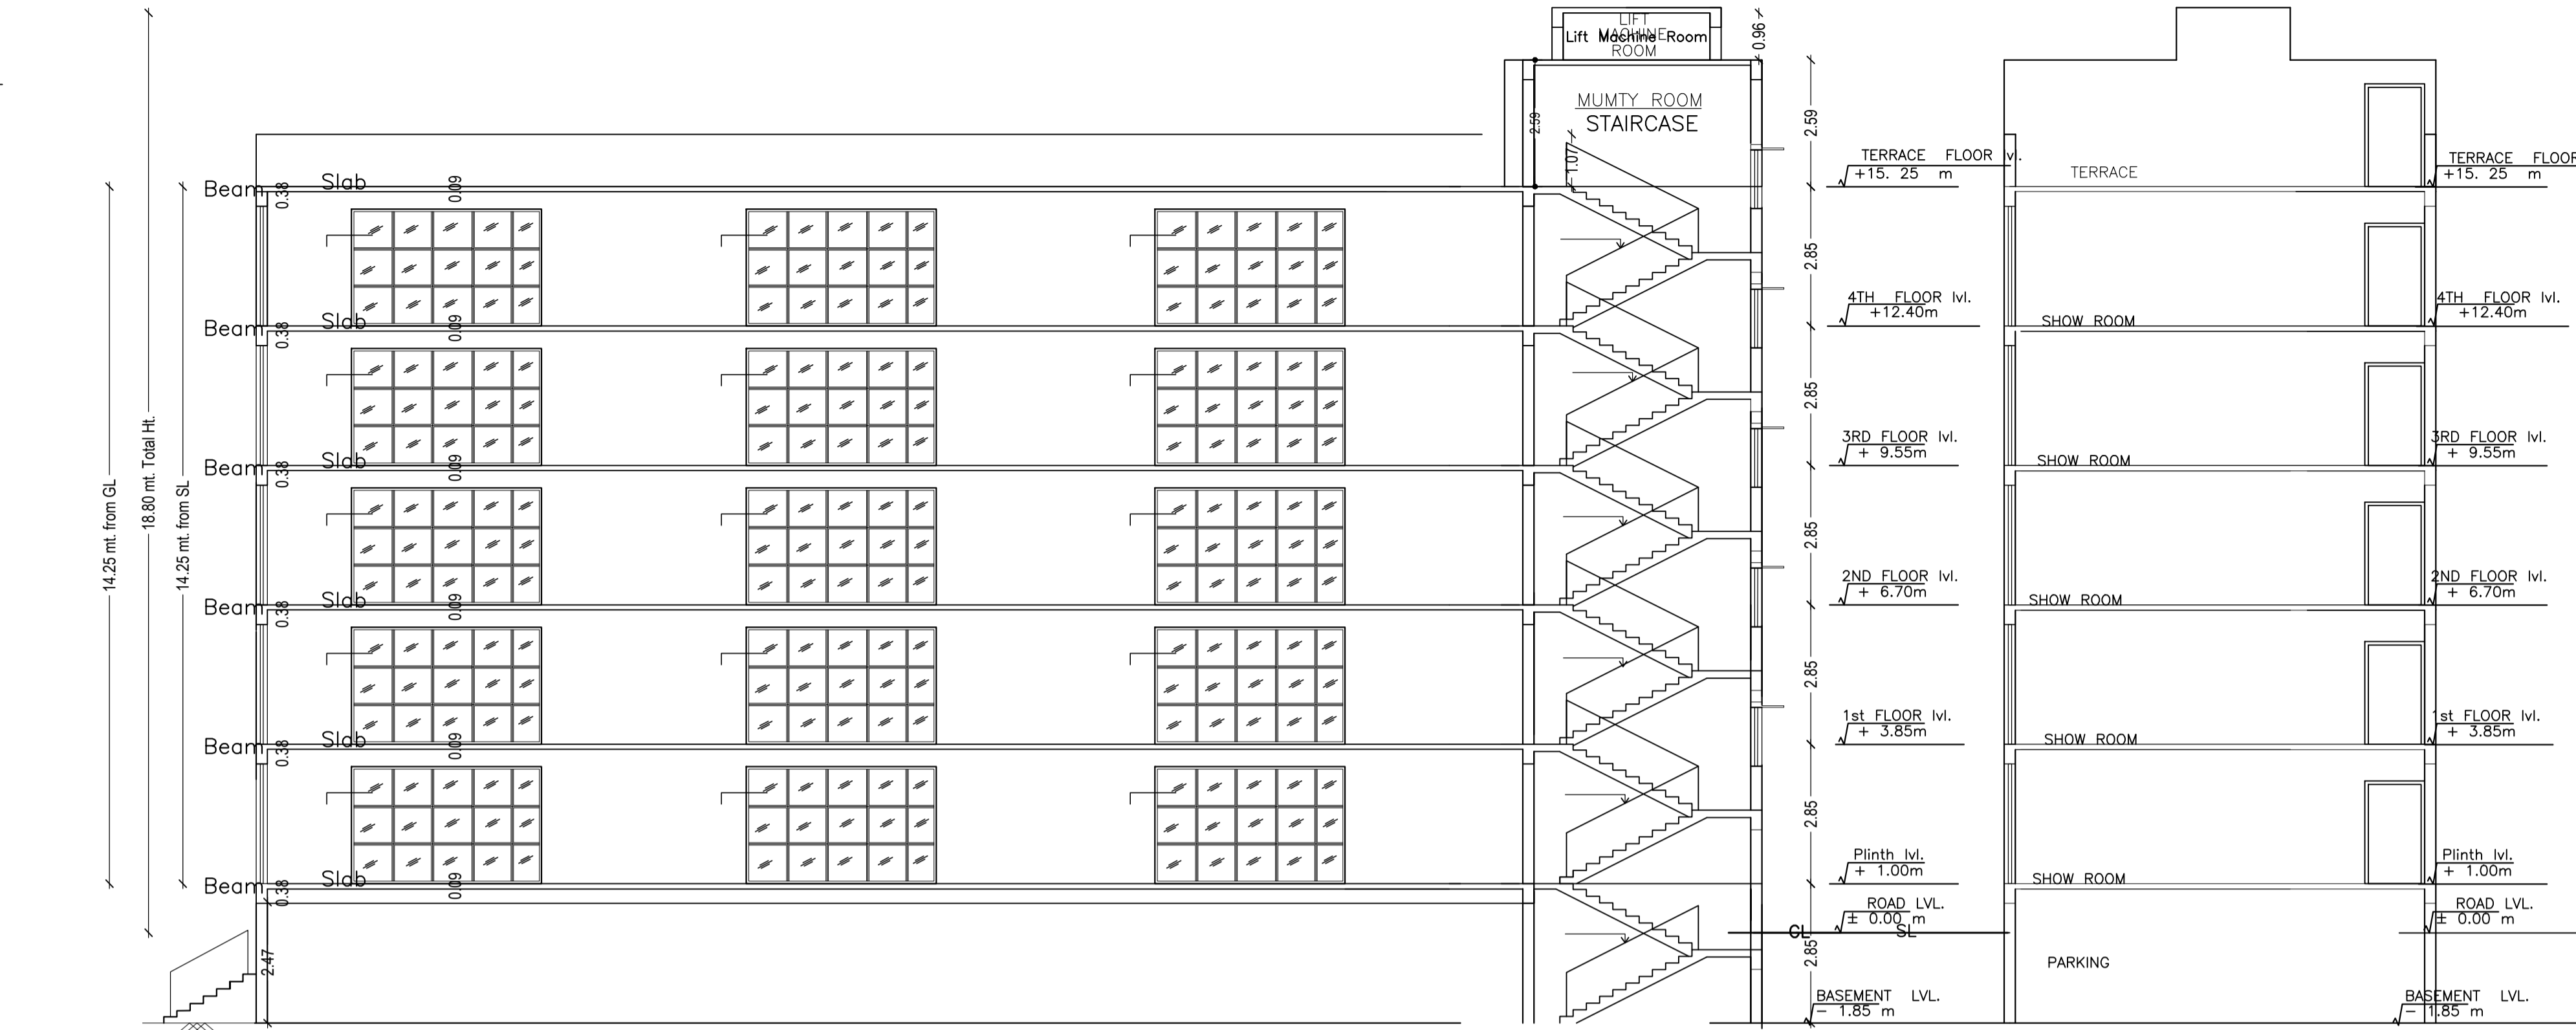 LIFT
MACHINE
ROOM
Lift Machine Room
0.96
MUMTY ROOM
STAIRCASE
2.59
2.59
1.07
TERRACE FLOOR lvl.
+15. 25 m
TERRACE
TERRACE FLOOR
+15. 25 m
Beam
0.38
Slab
0.09
2.85
4TH FLOOR lvl.
+12.40m
SHOW ROOM
4TH FLOOR lvl.
+12.40m
Beam
0.38
Slab
0.09
2.85
3RD FLOOR lvl.
+ 9.55m
SHOW ROOM
3RD FLOOR lvl.
+ 9.55m
Beam
0.38
Slab
0.09
14.25 mt. from GL
18.80 mt. Total Ht.
14.25 mt. from SL
2.85
2ND FLOOR lvl.
+ 6.70m
SHOW ROOM
2ND FLOOR lvl.
+ 6.70m
Beam
0.38
Slab
0.09
2.85
1st FLOOR lvl.
+ 3.85m
SHOW ROOM
1st FLOOR lvl.
+ 3.85m
Beam
0.38
Slab
0.09
2.85
Plinth lvl.
+ 1.00m
SHOW ROOM
Plinth lvl.
+ 1.00m
Beam
0.38
Slab
0.09
ROAD LVL.
± 0.00 m
ROAD LVL.
± 0.00 m
GL
SL
2.47
2.85
PARKING
BASEMENT LVL.
− 1.85 m
BASEMENT LVL.
− 1.85 m